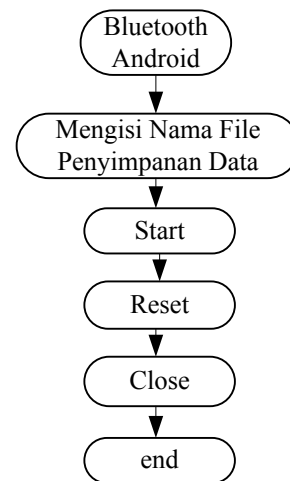 Bluetooth
Android
Mengisi Nama File
Penyimpanan Data
Start
Reset
Close
end